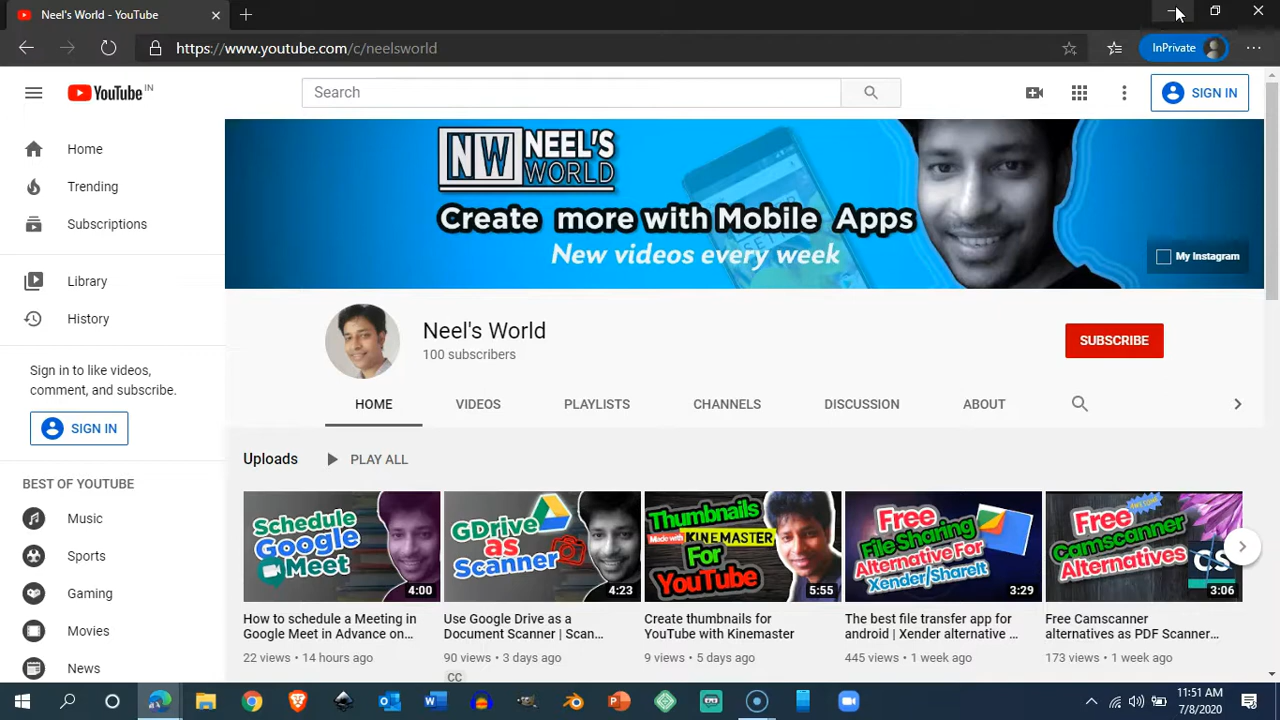 Neel's World - YouTube
https://www.youtube.com/c/neelsworld
InPrivate
YouTube IN
Search
SIGN IN
Home
Trending
Subscriptions
Library
History
Sign in to like videos,
comment, and subscribe.
SIGN IN
BEST OF YOUTUBE
Music
Sports
Gaming
Movies
News
NW NEEL'S
WORLD
Create more with Mobile Apps
New videos every week
My Instagram
Neel's World
100 subscribers
SUBSCRIBE
HOME VIDEOS PLAYLISTS CHANNELS DISCUSSION ABOUT
Uploads PLAY ALL
Schedule
Google
Meet
4:00
How to schedule a Meeting in
Google Meet in Advance on...
22 views • 14 hours ago
GDrive
as
Scanner
4:23
Use Google Drive as a
Document Scanner | Scan...
90 views • 3 days ago
CC
Thumbnails
Made with KINEMASTER
For
YouTube
5:55
Create thumbnails for
YouTube with Kinemaster
9 views • 5 days ago
Free
File Sharing
Alternative For
Xender/ShareIt
3:29
The best file transfer app for
android | Xender alternative ...
445 views • 1 week ago
AWESOME
Free
Camscanner
Alternatives
CS
3:06
Free Camscanner
alternatives as PDF Scanner...
173 views • 1 week ago
11:51 AM
7/8/2020